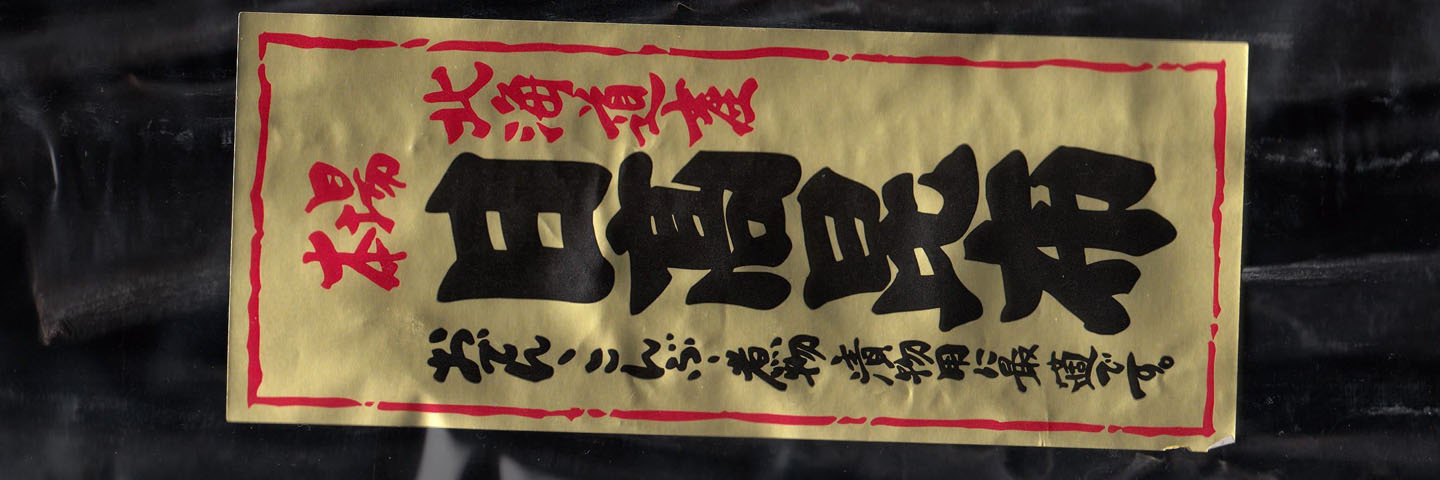 本場
北海道産
日高昆布
おでん、こんぶ巻物漬物用に最適です。